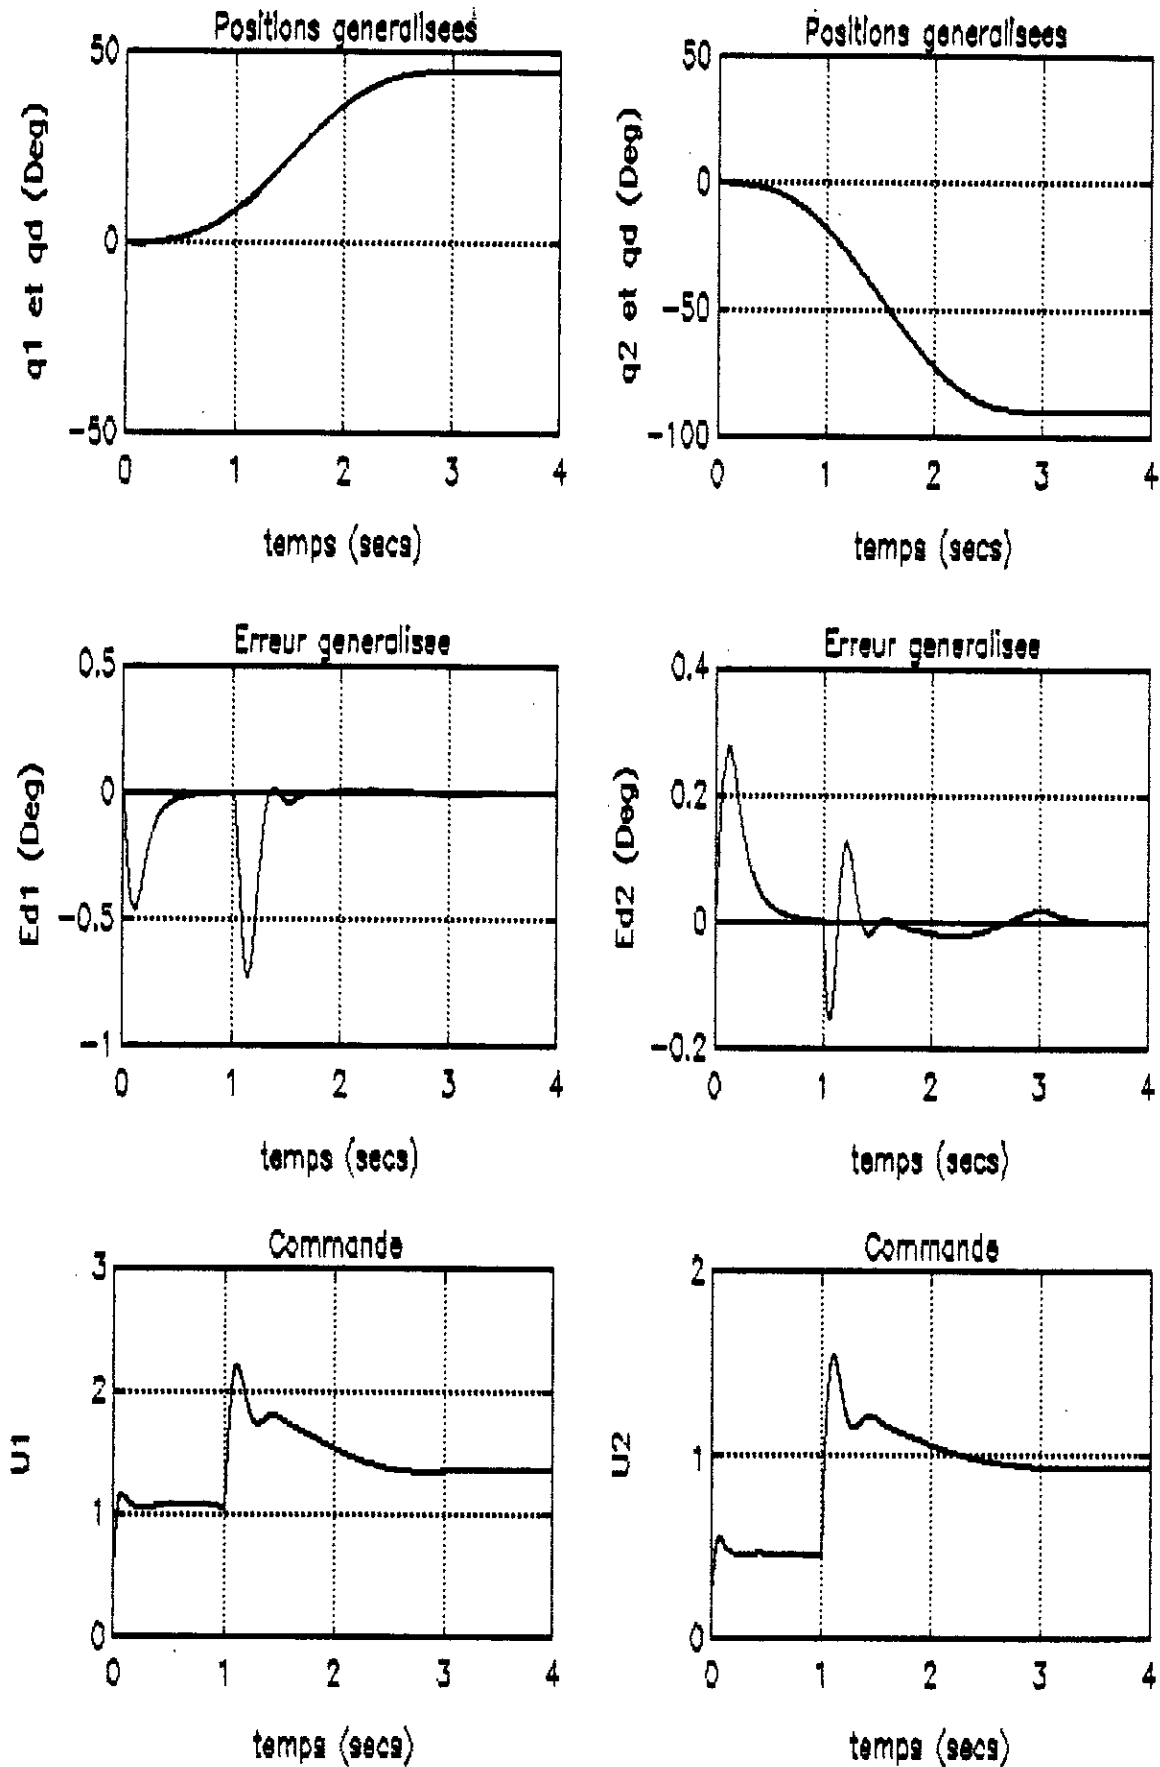 Positions generalisees
50
0
-50
q1 et qd (Deg)
0 1 2 3 4
temps (secs)
Positions generalisees
50
0
-50
-100
q2 et qd (Deg)
0 1 2 3 4
temps (secs)
Erreur generalisee
0.5
0
-0.5
-1
Ed1 (Deg)
0 1 2 3 4
temps (secs)
Erreur generalisee
0.4
0.2
0
-0.2
Ed2 (Deg)
0 1 2 3 4
temps (secs)
Commande
3
2
1
0
U1
0 1 2 3 4
temps (secs)
Commande
2
1
0
U2
0 1 2 3 4
temps (secs)